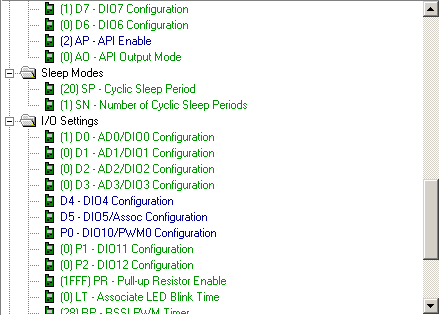 (1) D7 - DIO7 Configuration
(0) D6 - DIO6 Configuration
(2) AP - API Enable
(0) AO - API Output Mode
Sleep Modes
(20) SP - Cyclic Sleep Period
(1) SN - Number of Cyclic Sleep Periods
I/O Settings
(1) D0 - AD0/DIO0 Configuration
(0) D1 - AD1/DIO1 Configuration
(0) D2 - AD2/DIO2 Configuration
(0) D3 - AD3/DIO3 Configuration
D4 - DIO4 Configuration
D5 - DIO5/Assoc Configuration
P0 - DIO10/PWM0 Configuration
(0) P1 - DIO11 Configuration
(0) P2 - DIO12 Configuration
(1FFF) PR - Pull-up Resistor Enable
(0) LT - Associate LED Blink Time
(28) RP - RSSI PWM Timer